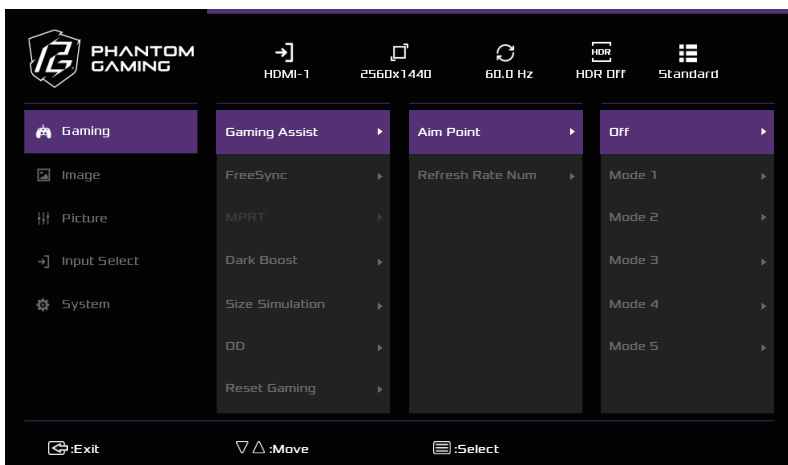 PHANTOM
GAMING
HDMI-1
2560x1440
60.0 Hz
HDR
HDR Off
Standard
Gaming
Image
Picture
Input Select
System
Gaming Assist
FreeSync
MPRT
Dark Boost
Size Simulation
OD
Reset Gaming
Aim Point
Refresh Rate Num
Off
Mode 1
Mode 2
Mode 3
Mode 4
Mode 5
:Exit
:Move
:Select